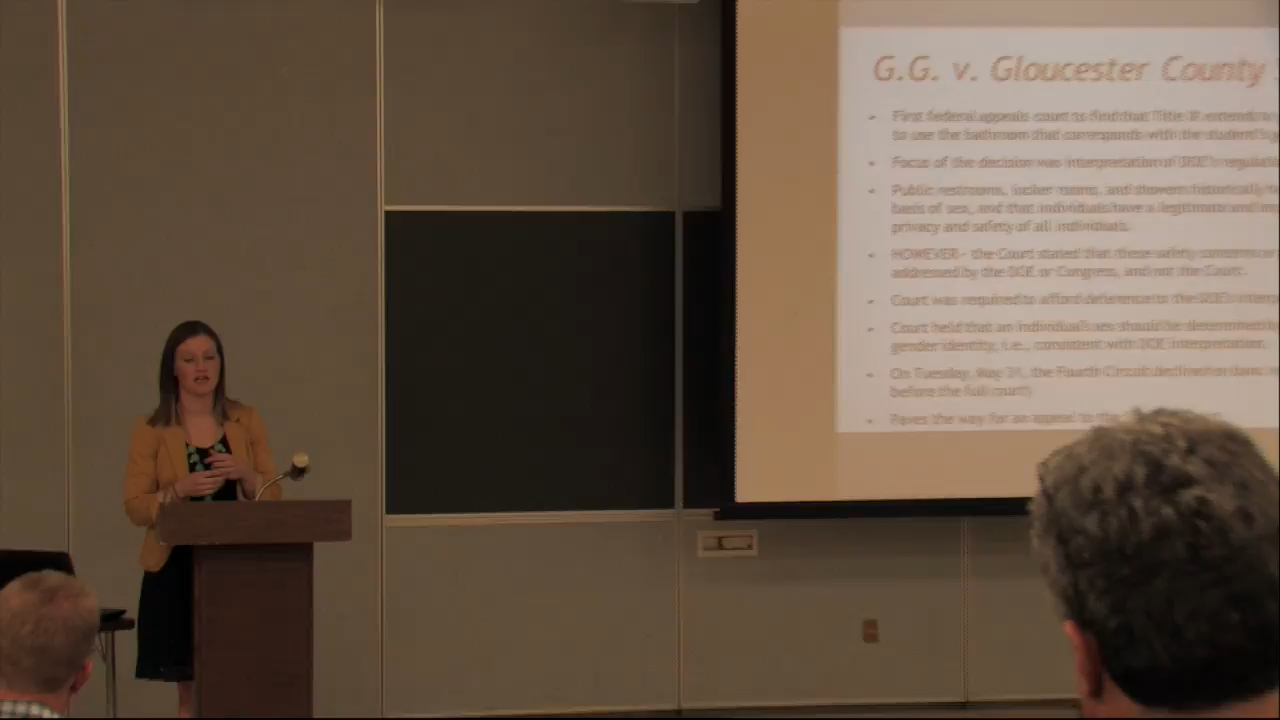 G.G. v. Gloucester County
First federal appeals court to find that Title IX extends
to use the bathroom that corresponds with the student's
Focus of the decision was interpretation of DOE's
Public restrooms, locker rooms, and showers historically
basis of sex, and that individuals have a legitimate and
privacy and safety of all individuals.
HOWEVER - the Court stated that these safety concerns
addressed by the DOE or Congress, and not the Court.
Court was required to afford deference to the DOE's
Court held that an individual's sex should be determined
gender identity, i.e., consistent with DOE interpretation.
On Tuesday, May 31, the Fourth Circuit declined
before the full court)
Paves the way for an appeal to the